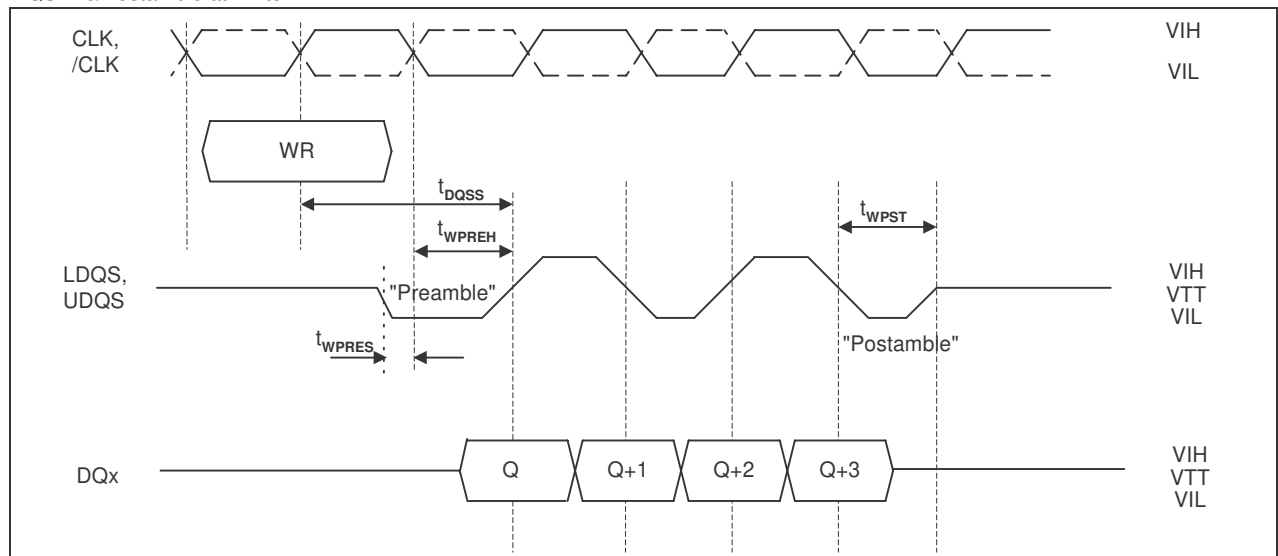 CLK,
/CLK
VIH
VIL
WR
tDQSS
tWPREH
tWPST
LDQS,
UDQS
"Preamble"
VIH
VTT
VIL
tWPRES
"Postamble"
DQx
Q
Q+1
Q+2
Q+3
VIH
VTT
VIL